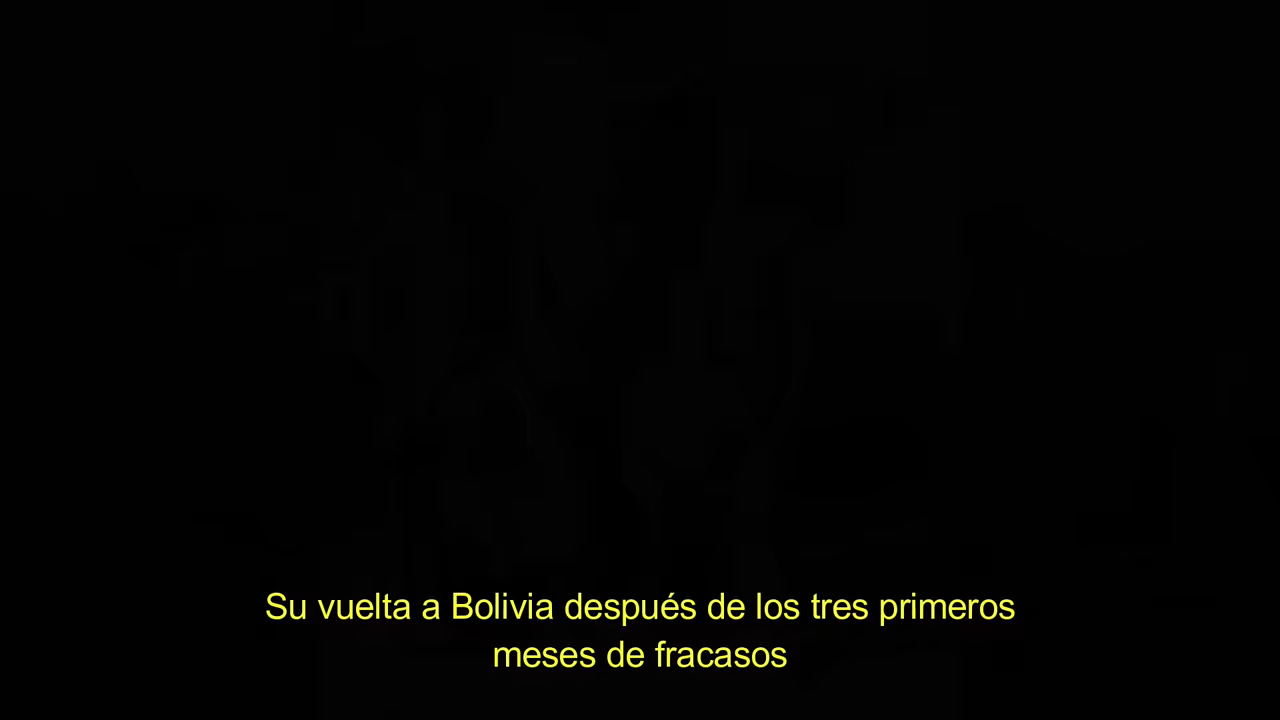 Su vuelta a Bolivia después de los tres primeros
meses de fracasos